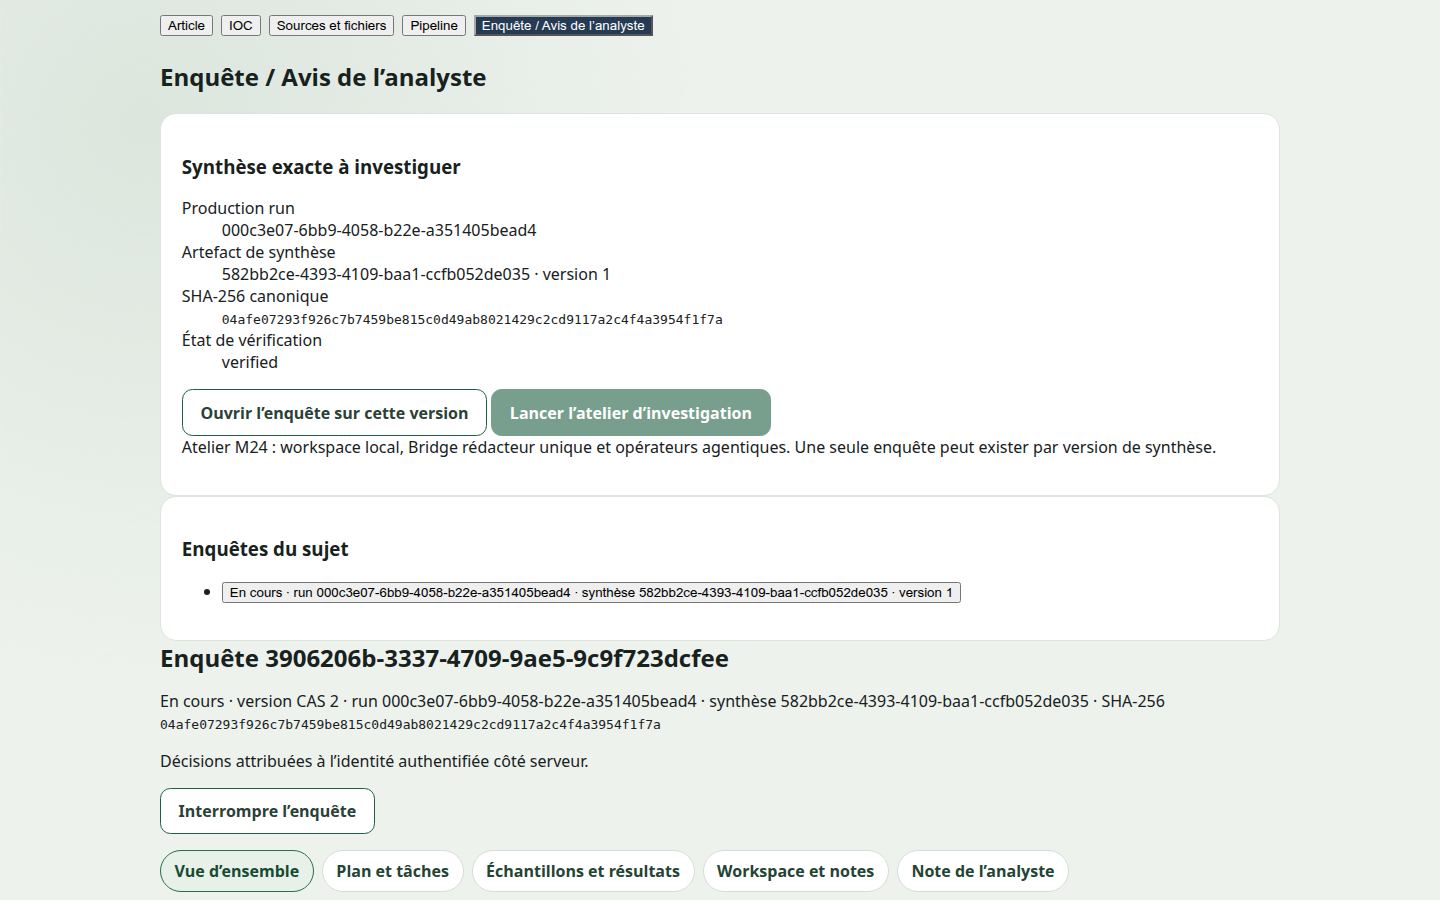 Article IOC Sources et fichiers Pipeline Enquête / Avis de l’analyste
Enquête / Avis de l’analyste
Synthèse exacte à investiguer
Production run
000c3e07-6bb9-4058-b22e-a351405bead4
Artefact de synthèse
582bb2ce-4393-4109-baa1-ccfb052de035 · version 1
SHA-256 canonique
04afe07293f926c7b7459be815c0d49ab8021429c2cd9117a2c4f4a3954f1f7a
État de vérification
verified
Ouvrir l’enquête sur cette version Lancer l’atelier d’investigation
Atelier M24 : workspace local, Bridge rédacteur unique et opérateurs agentiques. Une seule enquête peut exister par version de synthèse.
Enquêtes du sujet
En cours · run 000c3e07-6bb9-4058-b22e-a351405bead4 · synthèse 582bb2ce-4393-4109-baa1-ccfb052de035 · version 1
Enquête 3906206b-3337-4709-9ae5-9c9f723dcfee
En cours · version CAS 2 · run 000c3e07-6bb9-4058-b22e-a351405bead4 · synthèse 582bb2ce-4393-4109-baa1-ccfb052de035 · SHA-256
04afe07293f926c7b7459be815c0d49ab8021429c2cd9117a2c4f4a3954f1f7a
Décisions attribuées à l’identité authentifiée côté serveur.
Interrompre l’enquête
Vue d’ensemble Plan et tâches Échantillons et résultats Workspace et notes Note de l’analyste